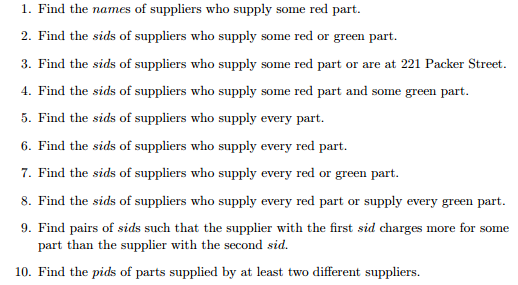 1. Find the names of suppliers who supply some red part.
2. Find the sids of suppliers who supply some red or green part.
3. Find the sids of suppliers who supply some red part or are at 221 Packer Street.
4. Find the sids of suppliers who supply some red part and some green part.
5. Find the sids of suppliers who supply every part.
6. Find the sids of suppliers who supply every red part.
7. Find the sids of suppliers who supply every red or green part.
8. Find the sids of suppliers who supply every red part or supply every green part.
9. Find pairs of sids such that the supplier with the first sid charges more for some
part than the supplier with the second sid.
10. Find the pids of parts supplied by at least two different suppliers.